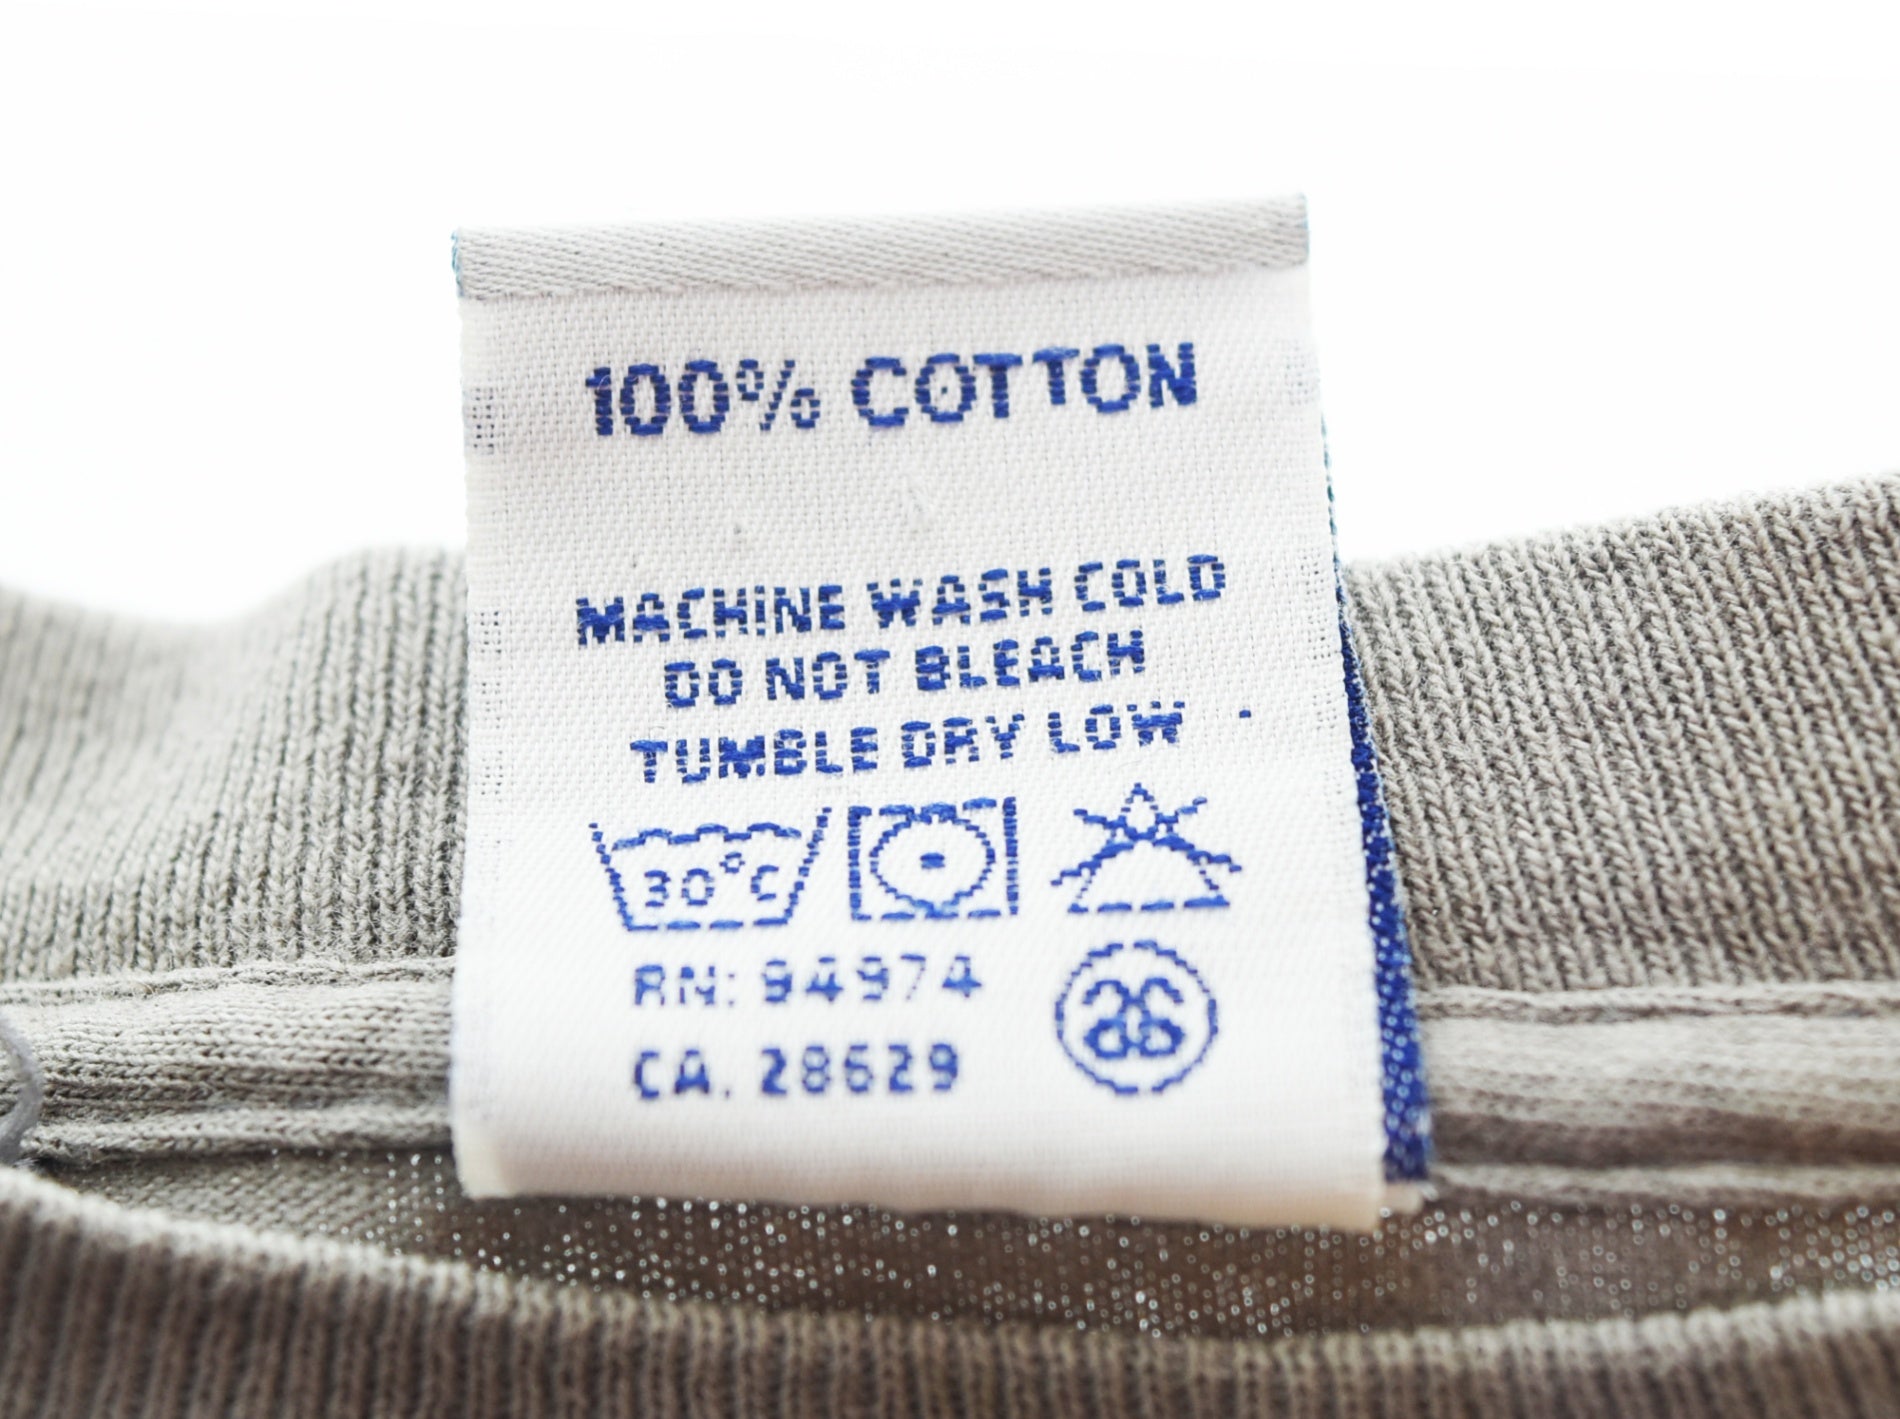 100% COTTON
MACHINE WASH COLD
DO NOT BLEACH
TUMBLE DRY LOW
30°C
RN: 94974
CA. 28629